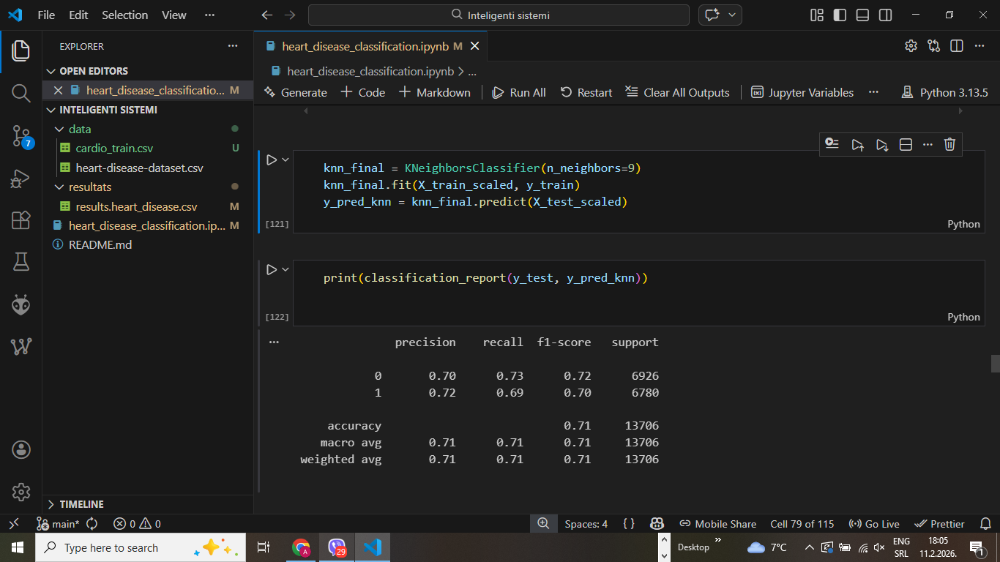 File Edit Selection View ···
Inteligenti sistemi
EXPLORER ···
OPEN EDITORS
heart_disease_classificatio... M
INTELIGENTI SISTEMI
data
cardio_train.csv U
heart-disease-dataset.csv
resultats
results.heart_disease.csv M
heart_disease_classification.ip... M
README.md
TIMELINE
7
heart_disease_classification.ipynb M
heart_disease_classification.ipynb > ...
Generate + Code + Markdown Run All Restart Clear All Outputs Jupyter Variables ··· Python 3.13.5
knn_final = KNeighborsClassifier(n_neighbors=9)
knn_final.fit(X_train_scaled, y_train)
y_pred_knn = knn_final.predict(X_test_scaled)
[121] Python
print(classification_report(y_test, y_pred_knn))
[122] Python
··· precision recall f1-score support
0 0.70 0.73 0.72 6926
1 0.72 0.69 0.70 6780
accuracy 0.71 13706
macro avg 0.71 0.71 0.71 13706
weighted avg 0.71 0.71 0.71 13706
main* 0 0 Spaces: 4 { } Mobile Share Cell 79 of 115 Go Live Prettier
Type here to search 29 Desktop » 7°C ENG 18:05
SRL 11.2.2026. 1